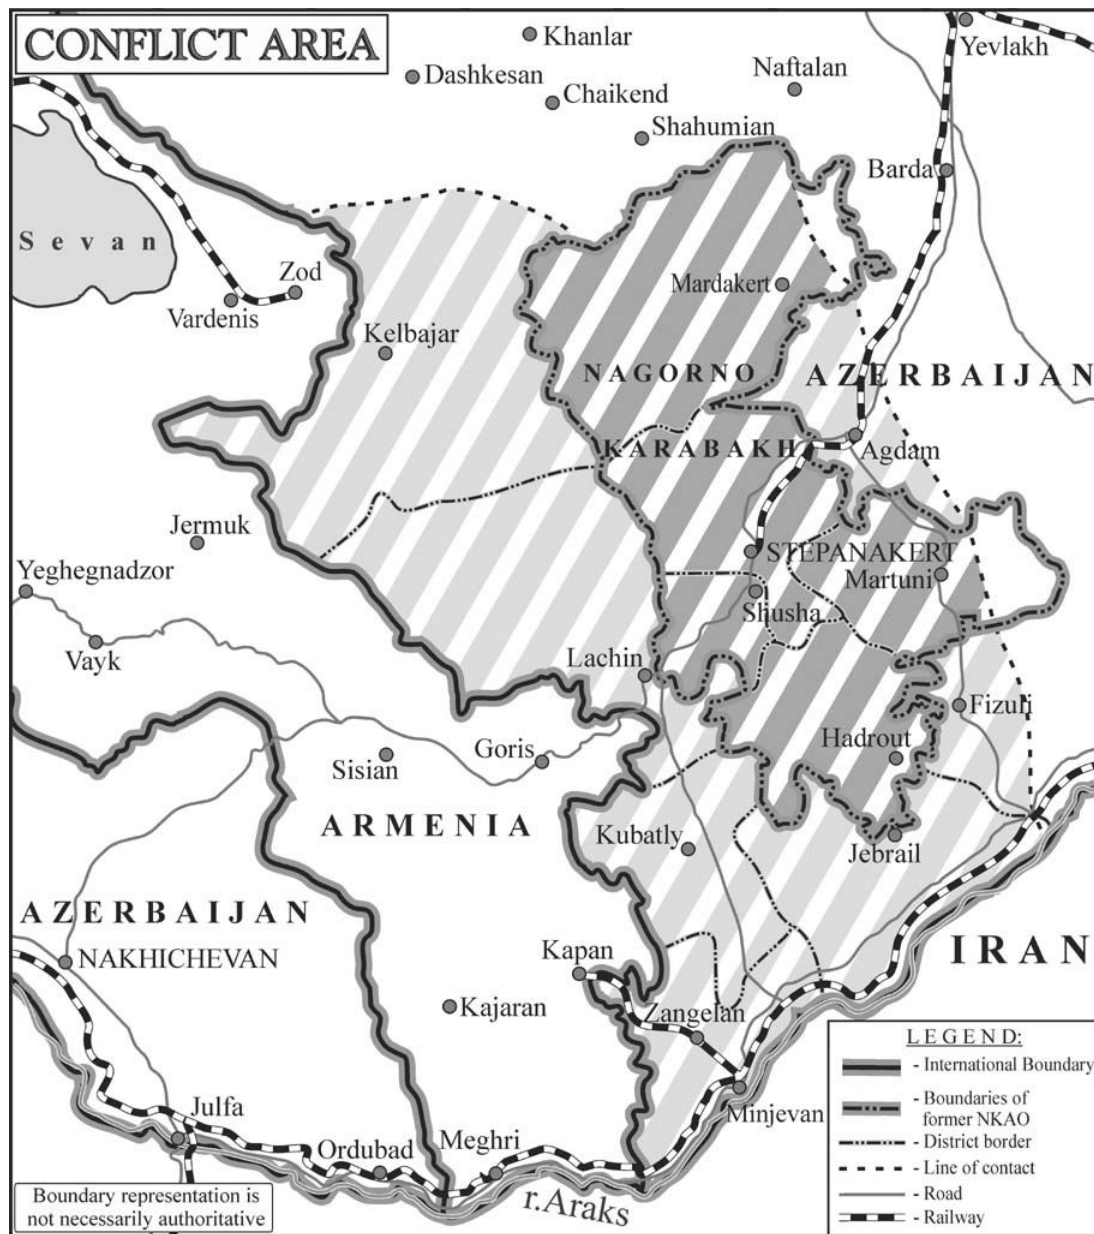 CONFLICT AREA
Khanlar
Yevlakh
Dashkesan
Naftalan
Chaikend
Shahumian
Barda
Sevan
Zod
Mardakert
Vardenis
Kelbajar
NAGORNO
AZERBAIJAN
KARABAKH
Agdam
Jermuk
STEPANAKERT
Yeghegnadzor
Martuni
Shusha
Vayk
Lachin
Fizuli
Goris
Hadrout
Sisian
ARMENIA
Kubatly
Jebrail
AZERBAIJAN
IRAN
NAKHICHEVAN
Kapan
Kajaran
Zangelan
LEGEND:
- International Boundary
- Boundaries of
former NKAO
- District border
- Line of contact
- Road
- Railway
Minjevan
Julfa
Ordubad
Meghri
r.Araks
Boundary representation is
not necessarily authoritative